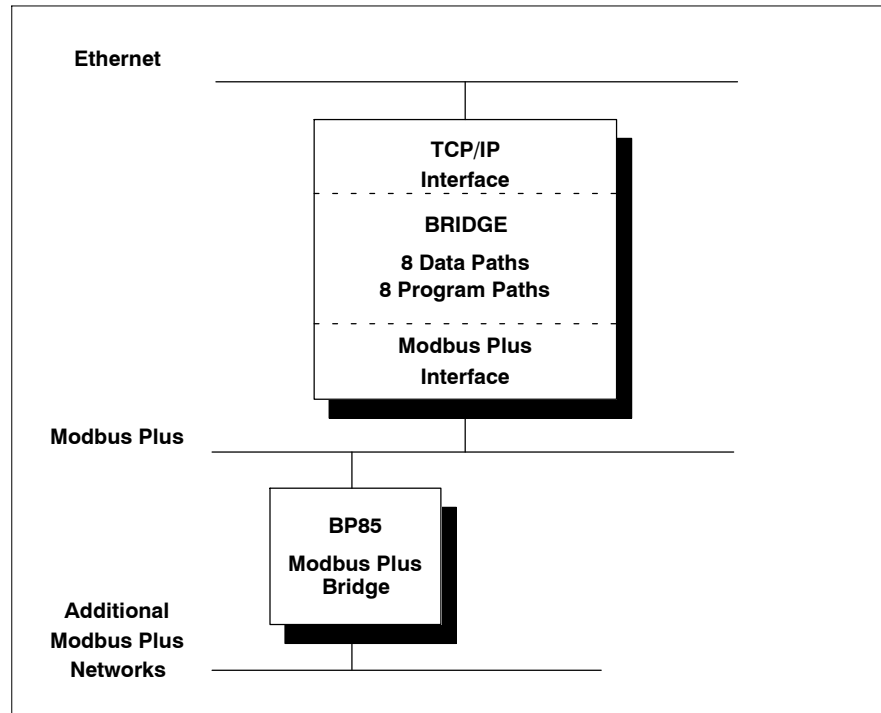 Ethernet
TCP/IP
Interface
BRIDGE
8 Data Paths
8 Program Paths
Modbus Plus
Interface
Modbus Plus
BP85
Modbus Plus
Bridge
Additional
Modbus Plus
Networks